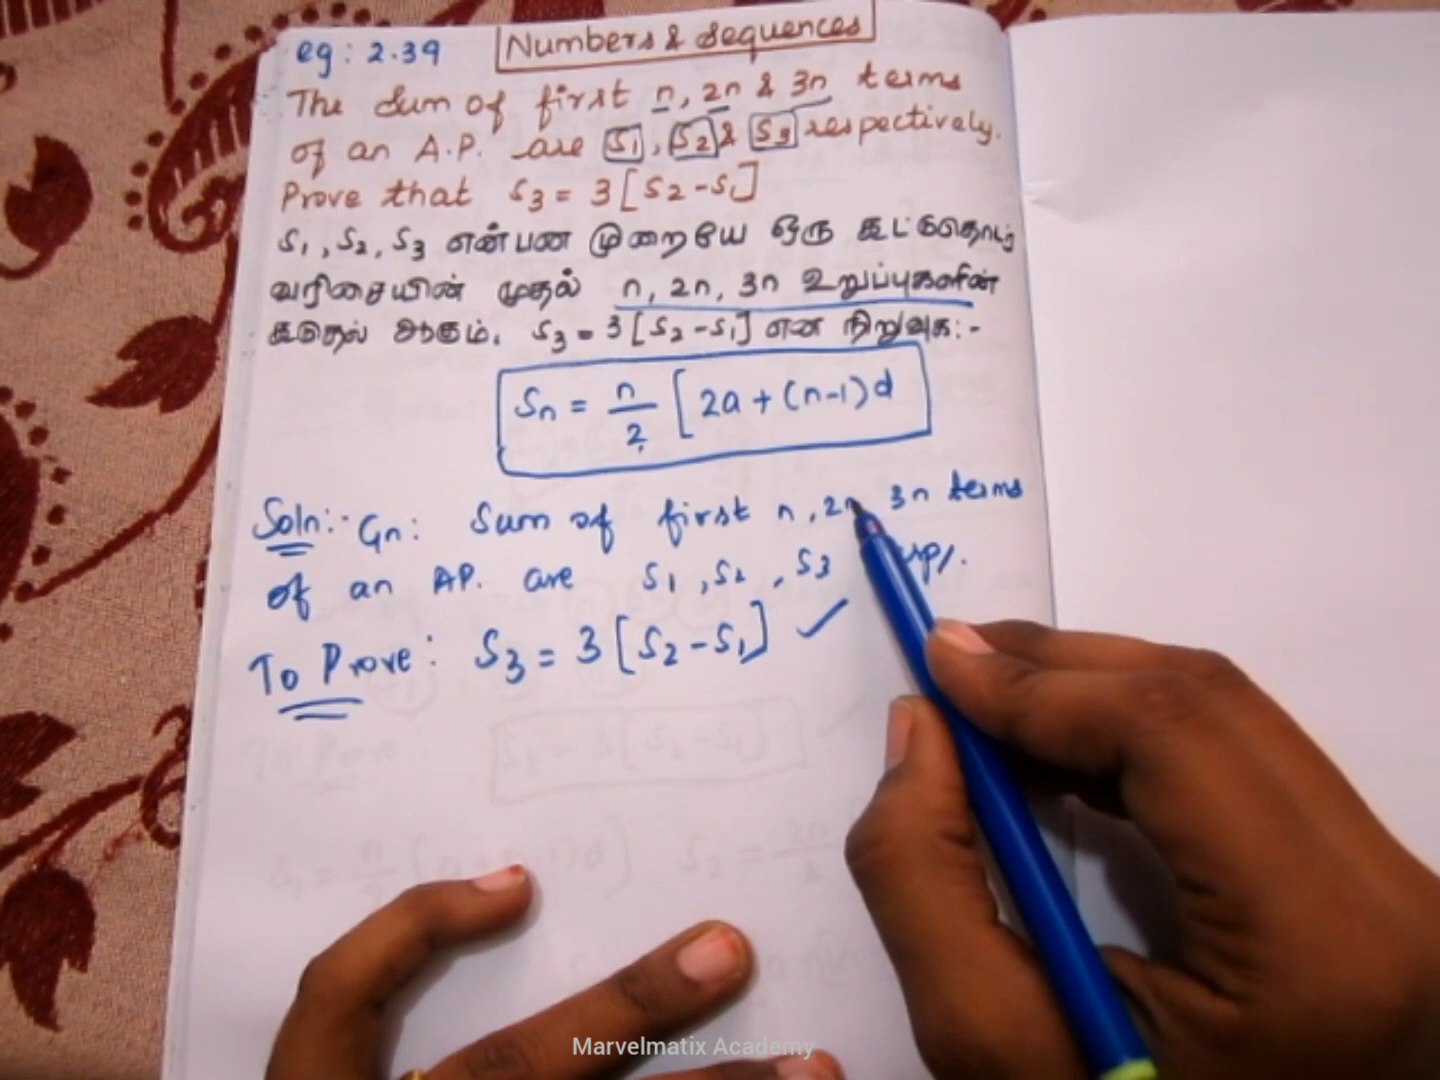 eg: 2.39 Numbers & Sequences
The Sum of first n, 2n & 3n terms
of an A.P. are S1, S2 & S3 respectively.
Prove that S3 = 3[S2-S1]
S1, S2, S3 என்பன முறையே ஒரு கூட்டுத்தொடர்
வரிசையின் முதல் n, 2n, 3n உறுப்புகளின்
கூடுதல் ஆகும். S3 = 3[S2-S1] என நிறுவுக:-
Sn = n/2 [2a + (n-1)d
Soln:- Gn: Sum of first n, 2n 3n terms
of an AP. are S1, S2, S3
To Prove: S3 = 3[S2-S1] ✓
Marvelmatix Academy